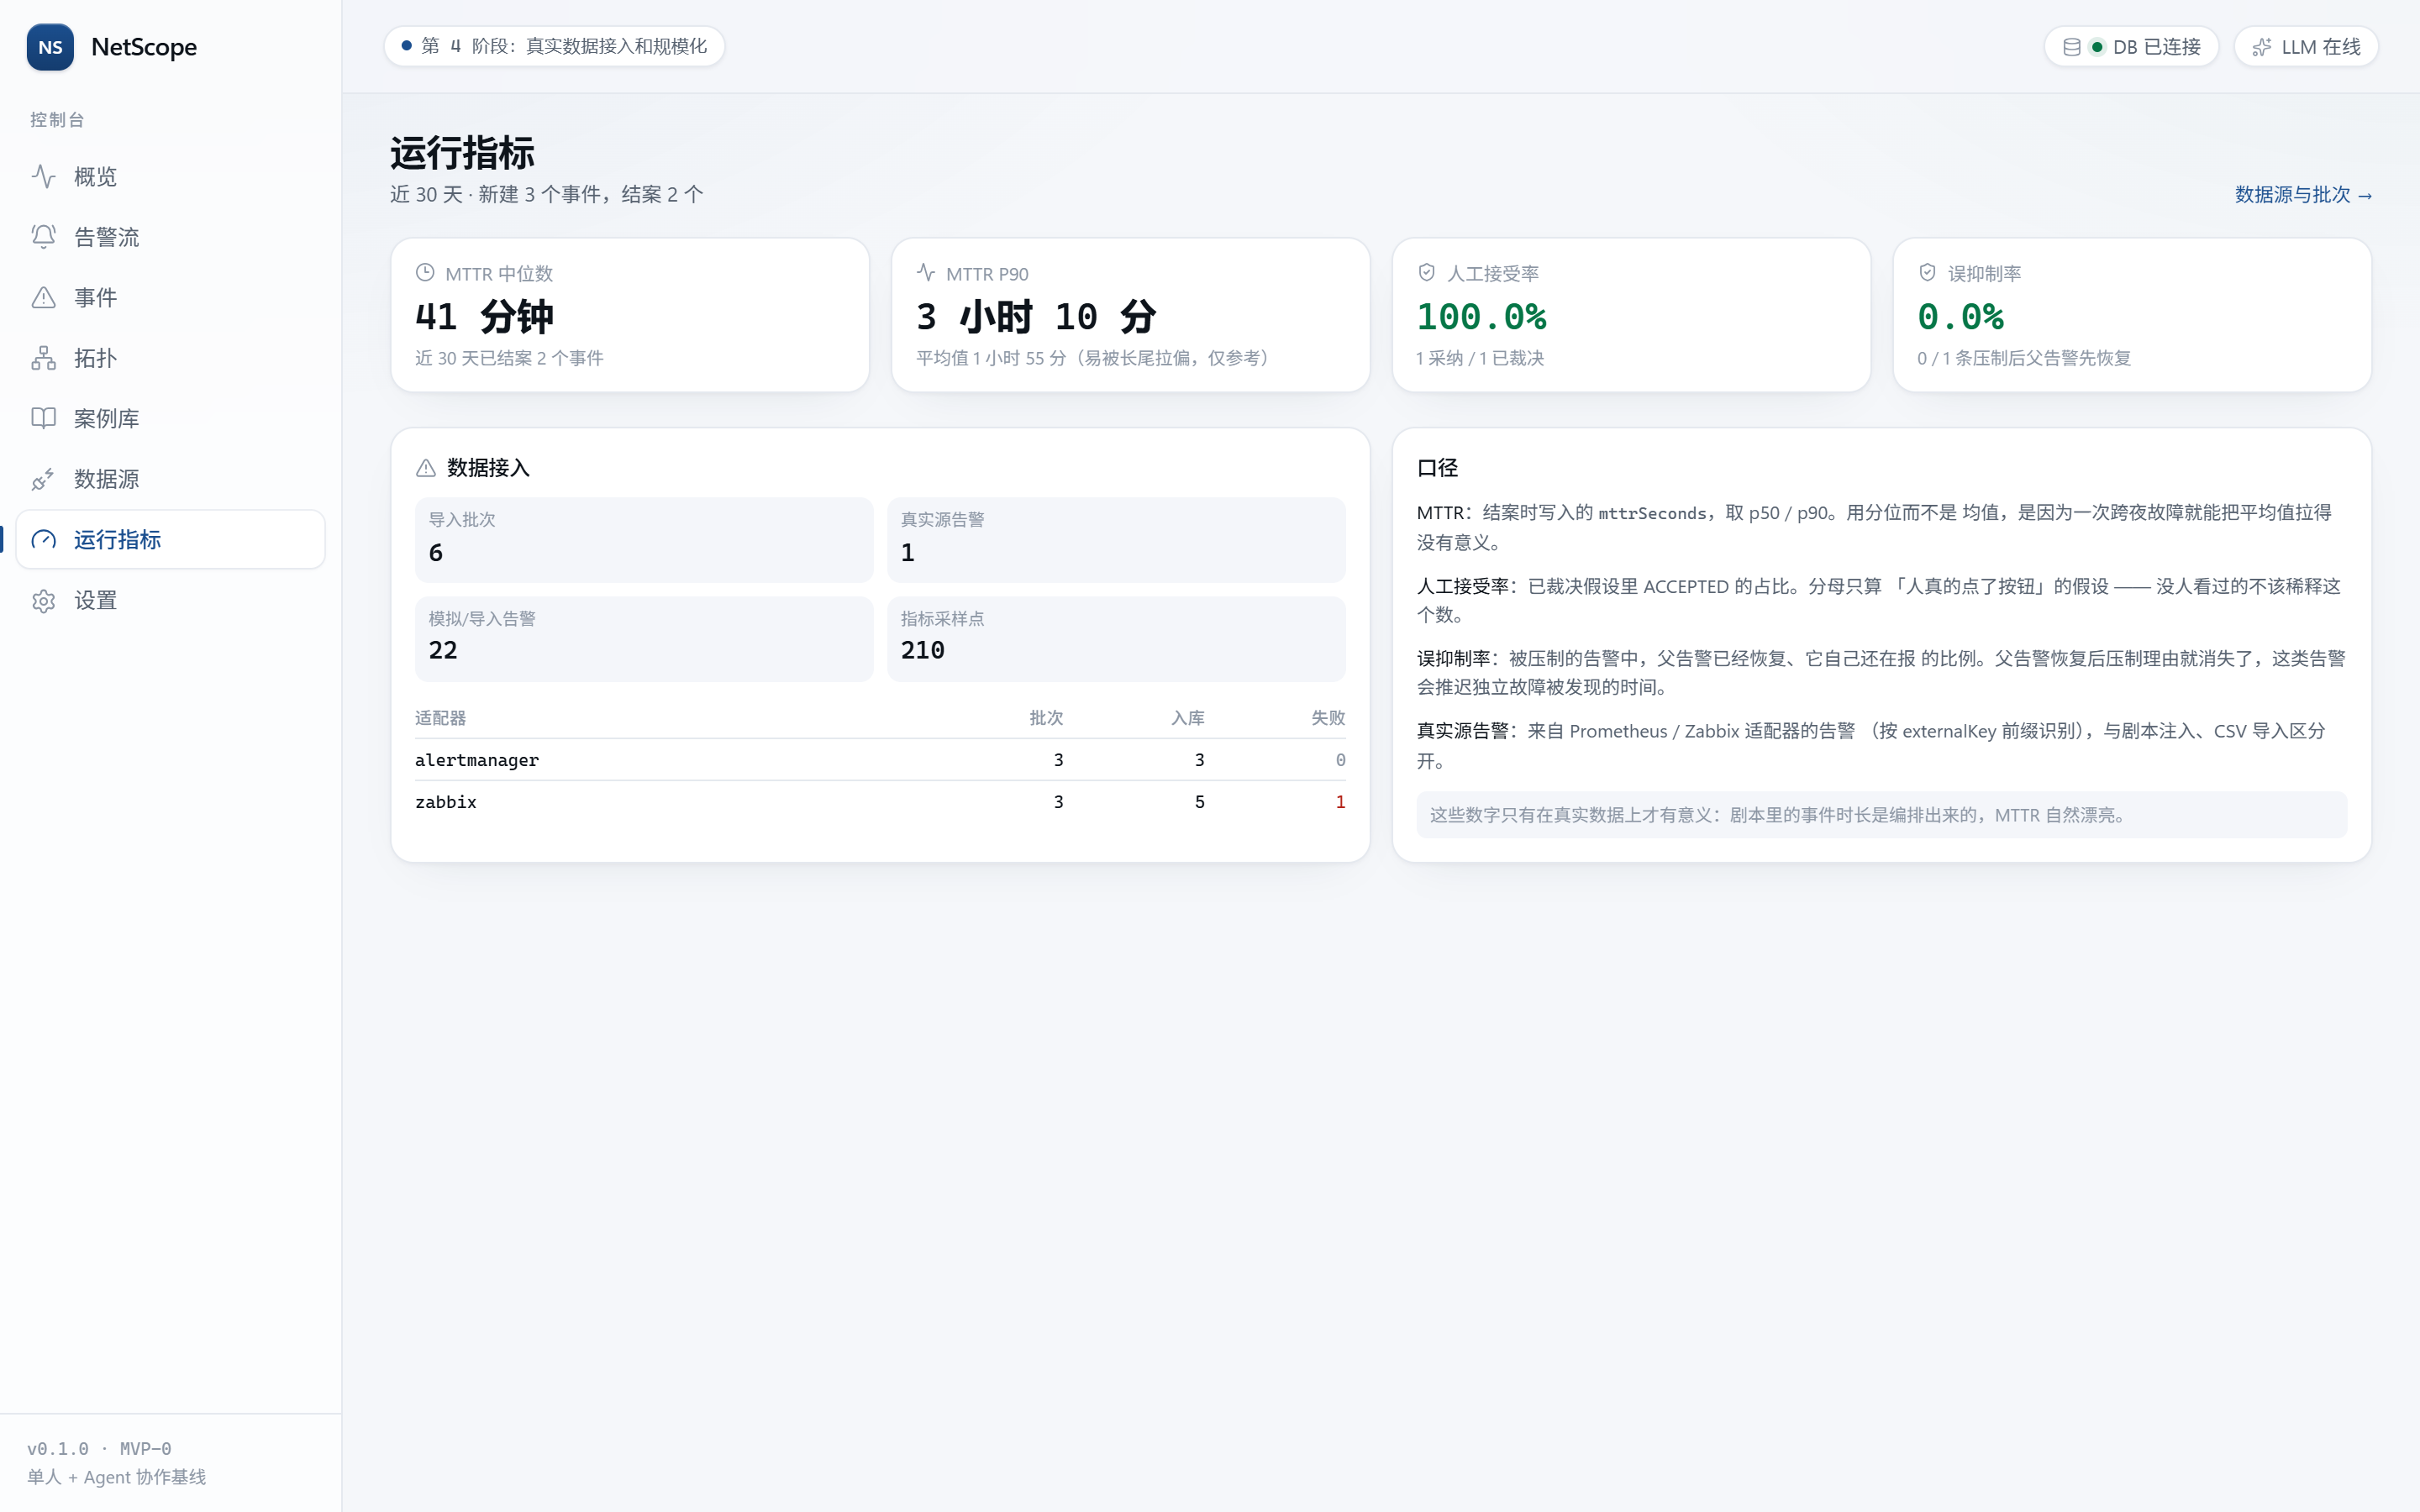 NS
NetScope
控制台
概览
告警流
事件
拓扑
案例库
数据源
运行指标
设置
v0.1.0 · MVP-0
单人 + Agent 协作基线
第 4 阶段：真实数据接入和规模化
DB 已连接
LLM 在线
运行指标
近 30 天 · 新建 3 个事件，结案 2 个
数据源与批次 →
MTTR 中位数
41 分钟
近 30 天已结案 2 个事件
MTTR P90
3 小时 10 分
平均值 1 小时 55 分（易被长尾拉偏，仅参考）
人工接受率
100.0%
1 采纳 / 1 已裁决
误抑制率
0.0%
0 / 1 条压制后父告警先恢复
数据接入
导入批次
6
真实源告警
1
模拟/导入告警
22
指标采样点
210
适配器 批次 入库 失败
alertmanager 3 3 0
zabbix 3 5 1
口径
MTTR：结案时写入的 mttrSeconds，取 p50 / p90。用分位而不是 均值，是因为一次跨夜故障就能把平均值拉得
没有意义。
人工接受率：已裁决假设里 ACCEPTED 的占比。分母只算 「人真的点了按钮」的假设 —— 没人看过的不该稀释这
个数。
误抑制率：被压制的告警中，父告警已经恢复、它自己还在报 的比例。父告警恢复后压制理由就消失了，这类告警
会推迟独立故障被发现的时间。
真实源告警：来自 Prometheus / Zabbix 适配器的告警 （按 externalKey 前缀识别），与剧本注入、CSV 导入区分
开。
这些数字只有在真实数据上才有意义：剧本里的事件时长是编排出来的，MTTR 自然漂亮。